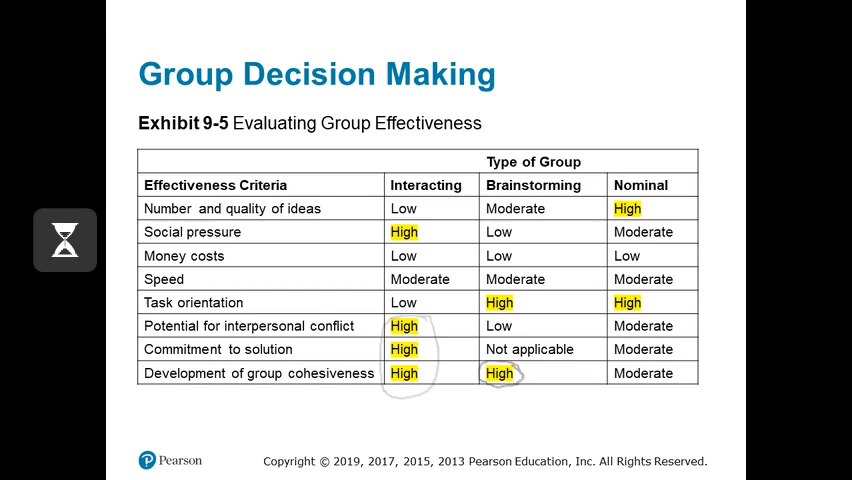 Group Decision Making
Exhibit 9-5 Evaluating Group Effectiveness
Type of Group
Effectiveness Criteria Interacting Brainstorming Nominal
Number and quality of ideas Low Moderate High
Social pressure High Low Moderate
Money costs Low Low Low
Speed Moderate Moderate Moderate
Task orientation Low High High
Potential for interpersonal conflict High Low Moderate
Commitment to solution High Not applicable Moderate
Development of group cohesiveness High High Moderate
Pearson
Copyright © 2019, 2017, 2015, 2013 Pearson Education, Inc. All Rights Reserved.